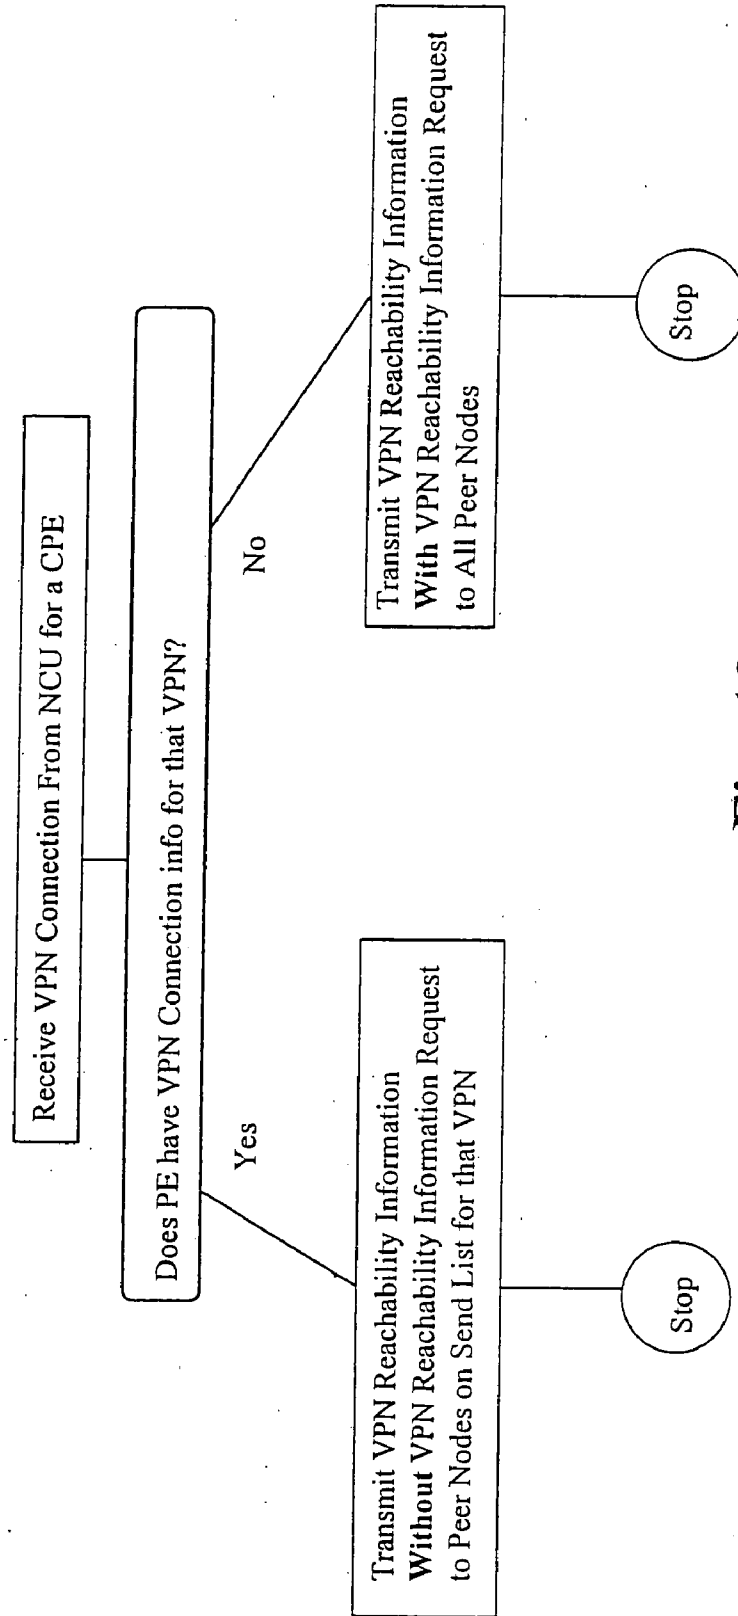 Receive VPN Connection From NCU for a CPE
Does PE have VPN Connection info for that VPN?
Yes
No
Transmit VPN Reachability Information
Without VPN Reachability Information Request
to Peer Nodes on Send List for that VPN
Transmit VPN Reachability Information
With VPN Reachability Information Request
to All Peer Nodes
Stop
Stop